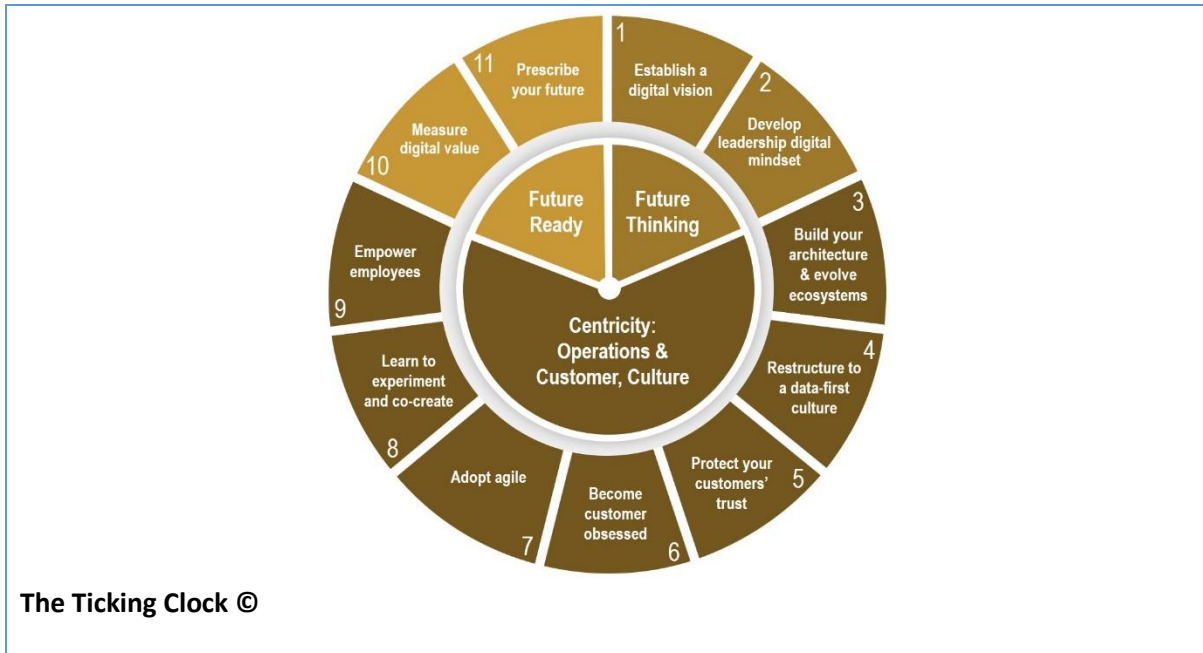 1
Establish a
digital vision
2
Develop
leadership digital
mindset
3
Build your
architecture
& evolve
ecosystems
4
Restructure to
a data-first
culture
5
Protect your
customers’
trust
6
Become
customer
obsessed
7
Adopt agile
8
Learn to
experiment
and co-create
9
Empower
employees
10
Measure
digital value
11
Prescribe
your future
Future
Ready
Future
Thinking
Centricity:
Operations &
Customer, Culture
The Ticking Clock ©